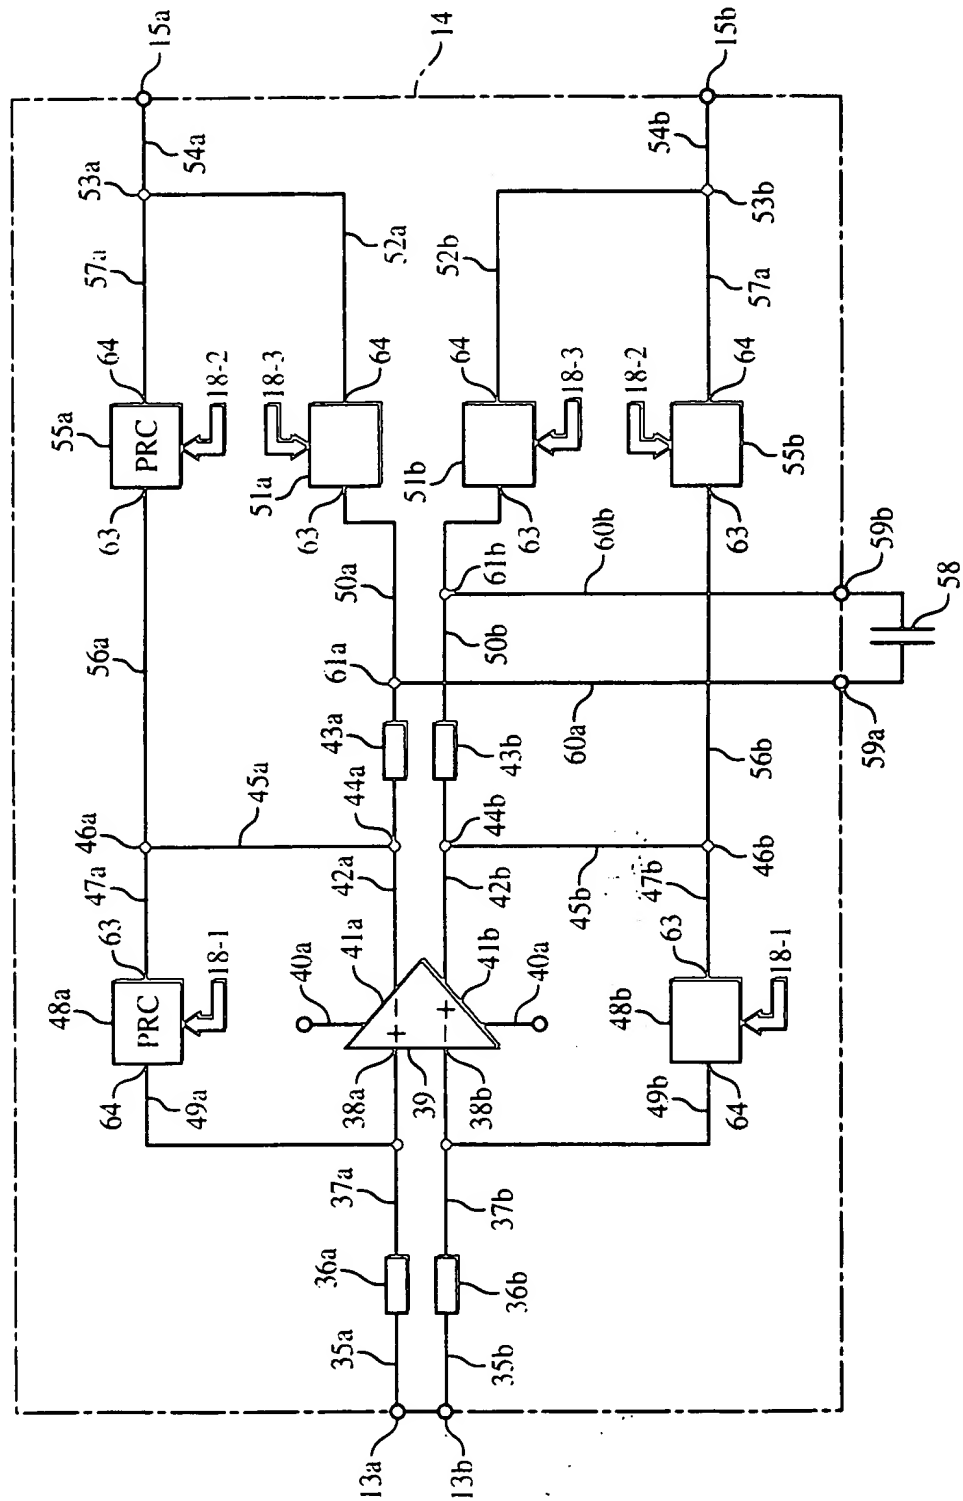 15a
14
15b
54a
54b
53a
53b
52a
52b
57a
57a
64
64
64
64
18-2
18-3
18-3
18-2
55a
PRC
51a
51b
55b
63
63
63
63
50a
61b
60b
59b
58
56a
61a
50b
43a
43b
60a
59a
56b
45a
44a
44b
46a
46b
47a
42a
42b
45b
47b
63
41a
41b
63
40a
40a
48a
PRC
18-1
+ −
− +
48b
18-1
64
49a
38a
39
38b
49b
64
37a
37b
36a
36b
35a
35b
13a
13b